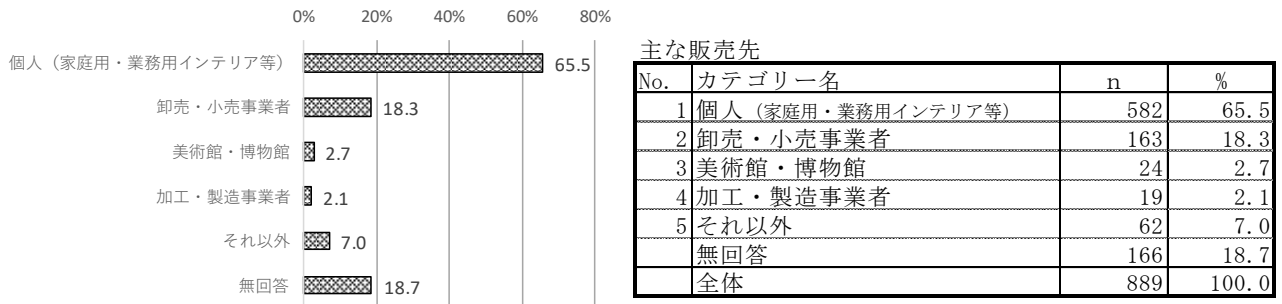 0% 20% 40% 60% 80%
個人（家庭用・業務用インテリア等） 65.5
卸売・小売事業者 18.3
美術館・博物館 2.7
加工・製造事業者 2.1
それ以外 7.0
無回答 18.7
主な販売先
No. カテゴリー名 n %
1 個人（家庭用・業務用インテリア等） 582 65.5
2 卸売・小売事業者 163 18.3
3 美術館・博物館 24 2.7
4 加工・製造事業者 19 2.1
5 それ以外 62 7.0
無回答 166 18.7
全体 889 100.0